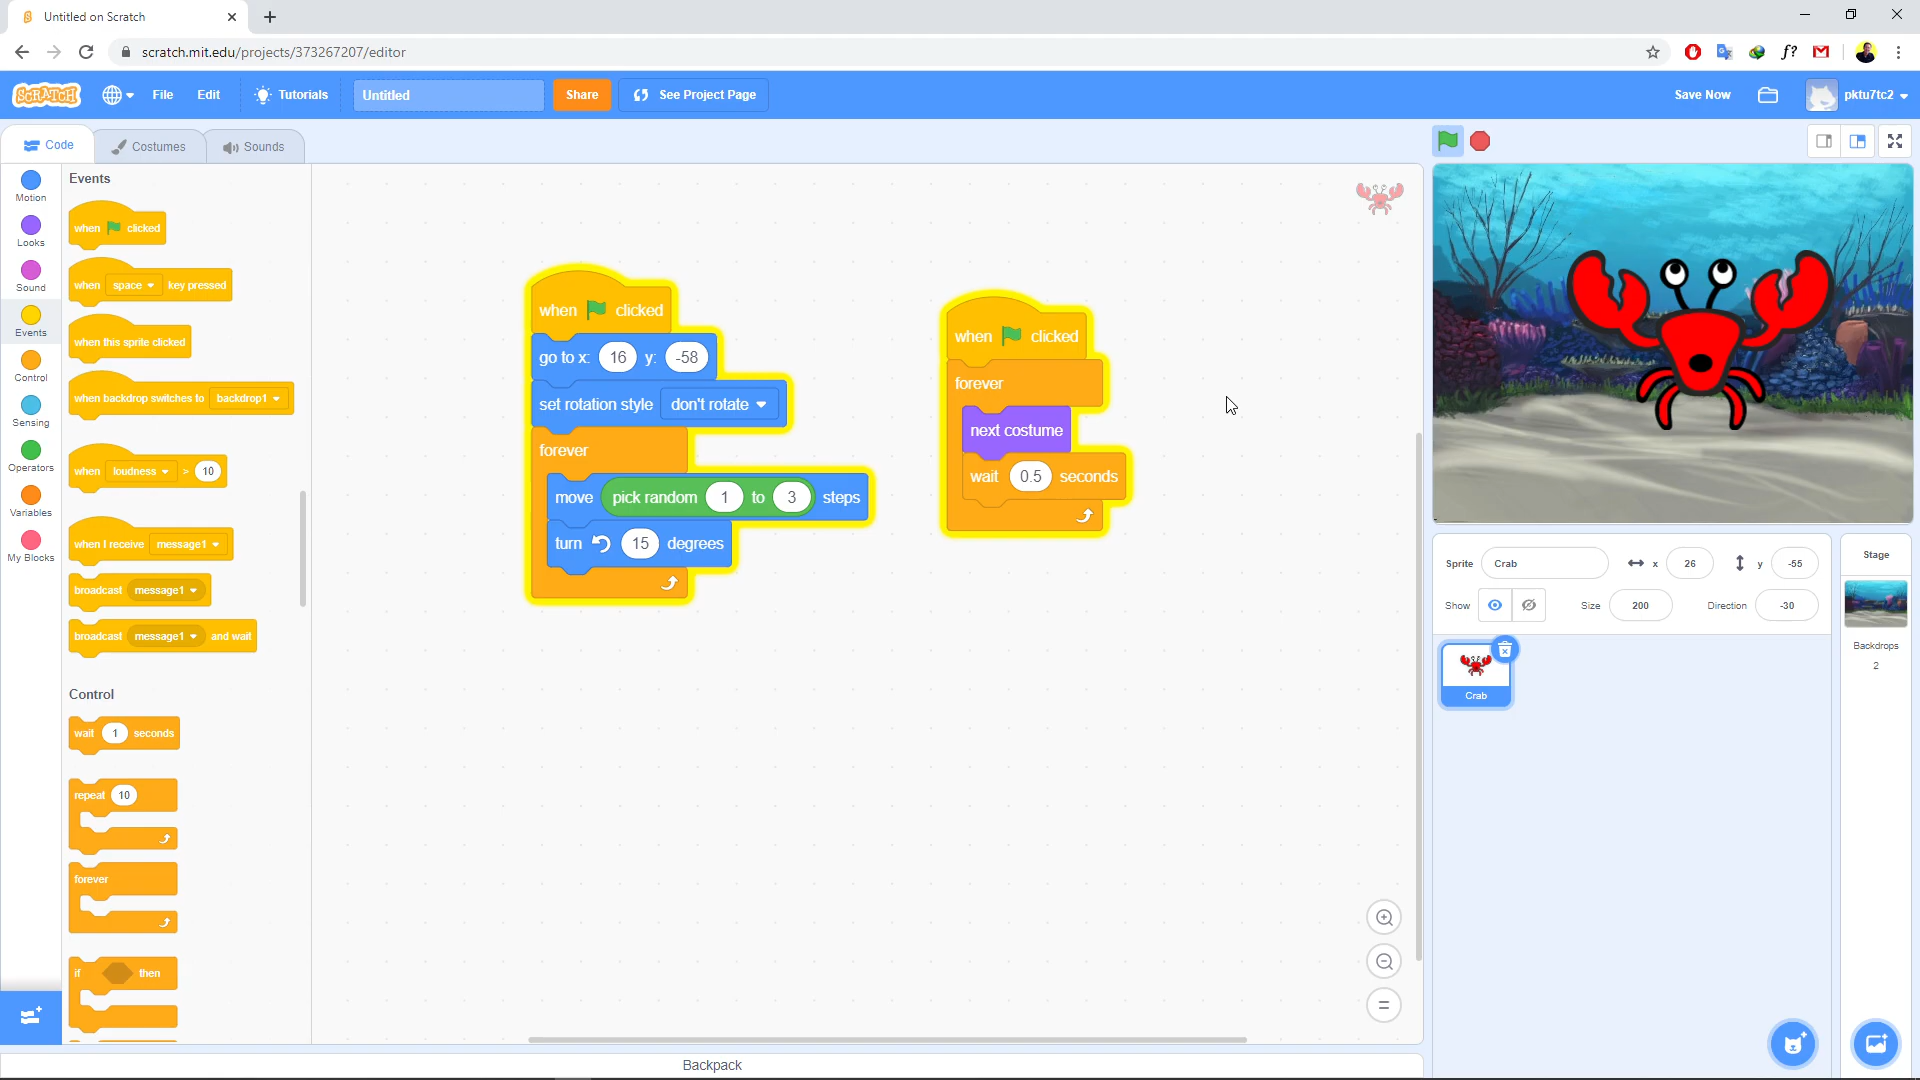 Untitled on Scratch
scratch.mit.edu/projects/373267207/editor
f?
SCRATCH
File
Edit
Tutorials
Untitled
Share
See Project Page
Save Now
pktu7tc2
Code
Costumes
Sounds
Motion
Looks
Sound
Events
Control
Sensing
Operators
Variables
My Blocks
Events
when clicked
when space key pressed
when this sprite clicked
when backdrop switches to backdrop1
when loudness > 10
when I receive message1
broadcast message1
broadcast message1 and wait
Control
wait 1 seconds
repeat 10
forever
if then
when clicked
go to x: 16 y: -58
set rotation style don't rotate
forever
move pick random 1 to 3 steps
turn 15 degrees
when clicked
forever
next costume
wait 0.5 seconds
Sprite Crab x 26 y -55
Show Size 200 Direction -30
Crab
Stage
Backdrops
2
Backpack